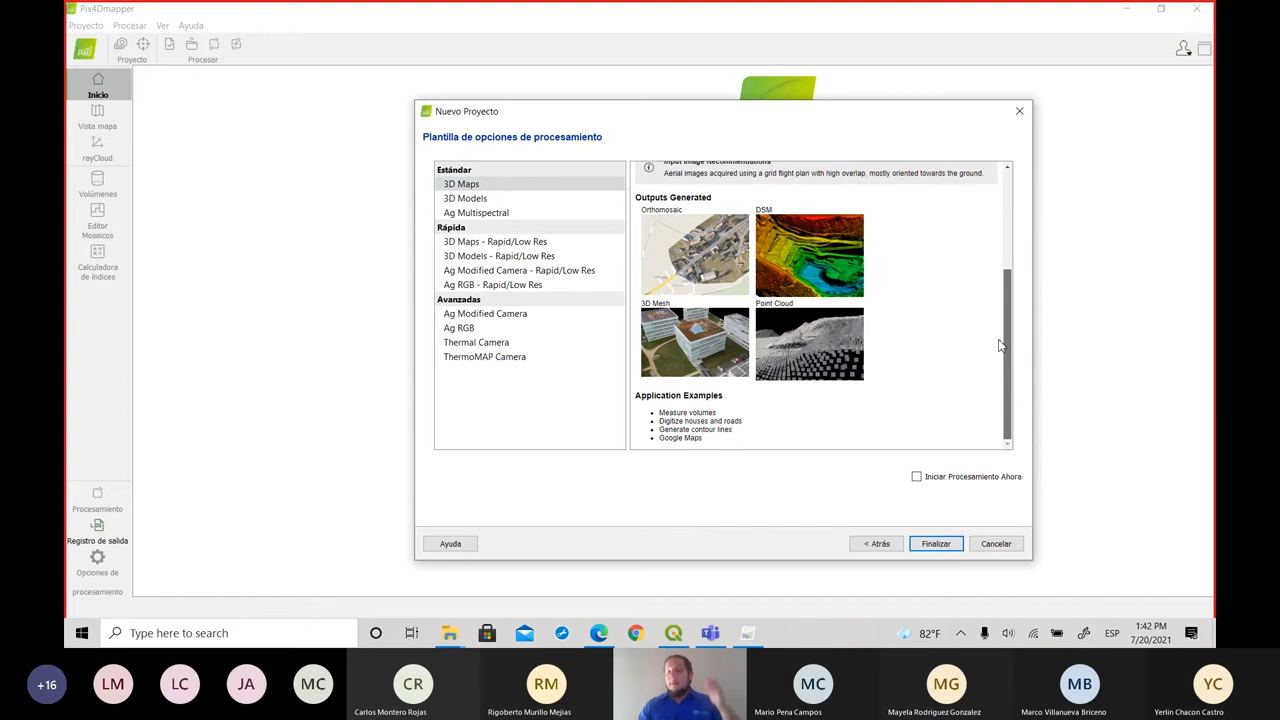 Pix4Dmapper
Proyecto Procesar Ver Ayuda
Proyecto
Procesar
Inicio
Vista mapa
rayCloud
Volúmenes
Editor
Mosaicos
Calculadora
de índices
Procesamiento
Registro de salida
Opciones de
procesamiento
Nuevo Proyecto
Plantilla de opciones de procesamiento
Estándar
3D Maps
3D Models
Ag Multispectral
Rápida
3D Maps - Rapid/Low Res
3D Models - Rapid/Low Res
Ag Modified Camera - Rapid/Low Res
Ag RGB - Rapid/Low Res
Avanzadas
Ag Modified Camera
Ag RGB
Thermal Camera
ThermoMAP Camera
Input Image Recommendations
Aerial images acquired using a grid flight plan with high overlap, mostly oriented towards the ground.
Outputs Generated
Orthomosaic
DSM
3D Mesh
Point Cloud
Application Examples
Measure volumes
Digitize houses and roads
Generate contour lines
Google Maps
Iniciar Procesamiento Ahora
Ayuda
< Atrás
Finalizar
Cancelar
Type here to search
82°F
ESP
1:42 PM
7/20/2021
+16
LM
LC
JA
MC
CR
Carlos Montero Rojas
RM
Rigoberto Murillo Mejias
MC
Mario Pena Campos
MG
Mayela Rodriguez Gonzalez
MB
Marco Villanueva Briceno
YC
Yerlin Chacon Castro